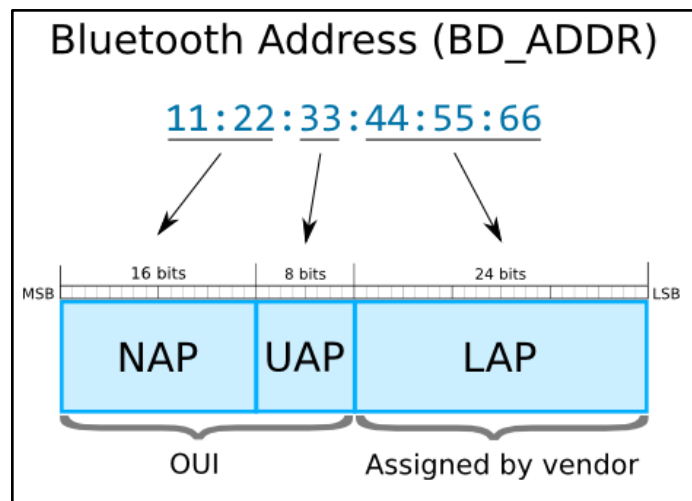 Bluetooth Address (BD_ADDR)
11:22:33:44:55:66
16 bits 8 bits 24 bits
MSB LSB
NAP UAP LAP
OUI Assigned by vendor